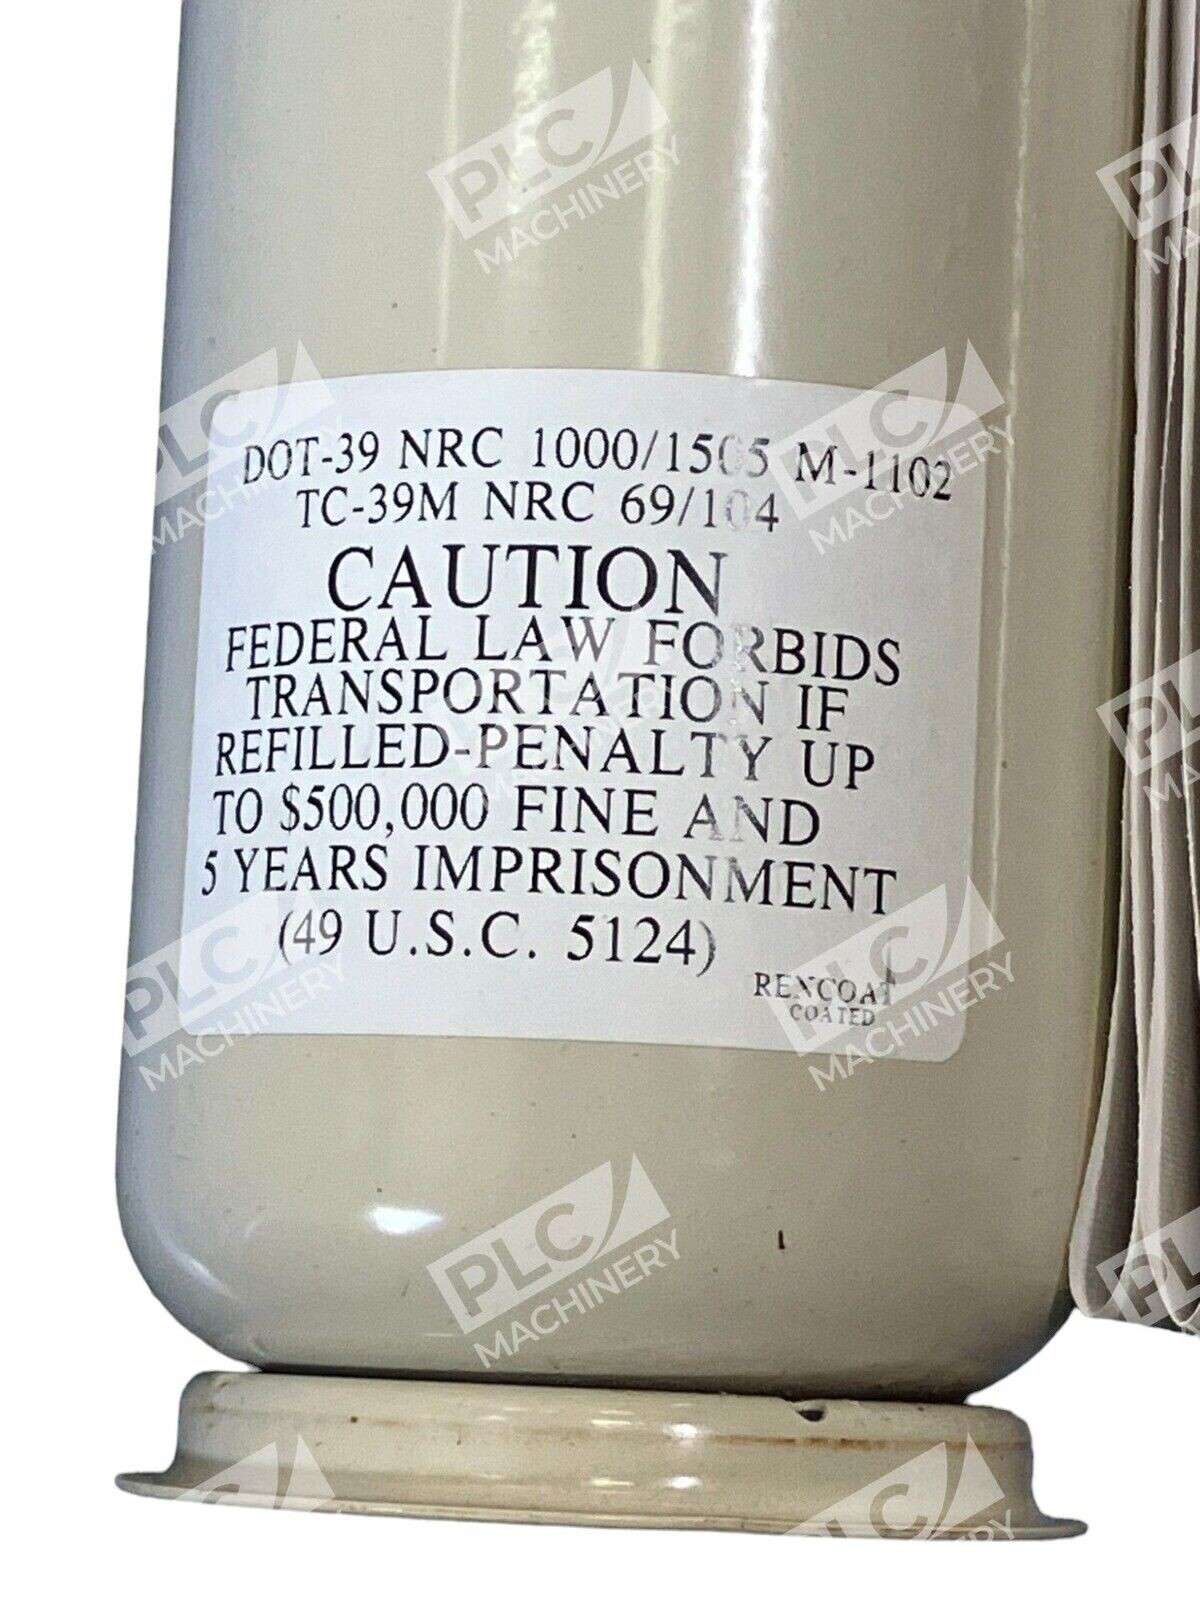 DOT-39 NRC 1000/1505 M-1102
TC-39M NRC 69/104
CAUTION
FEDERAL LAW FORBIDS
TRANSPORTATION IF
REFILLED-PENALTY UP
TO $500,000 FINE AND
5 YEARS IMPRISONMENT
(49 U.S.C. 5124)
RENCOAT
COATED
PLC
MACHINERY